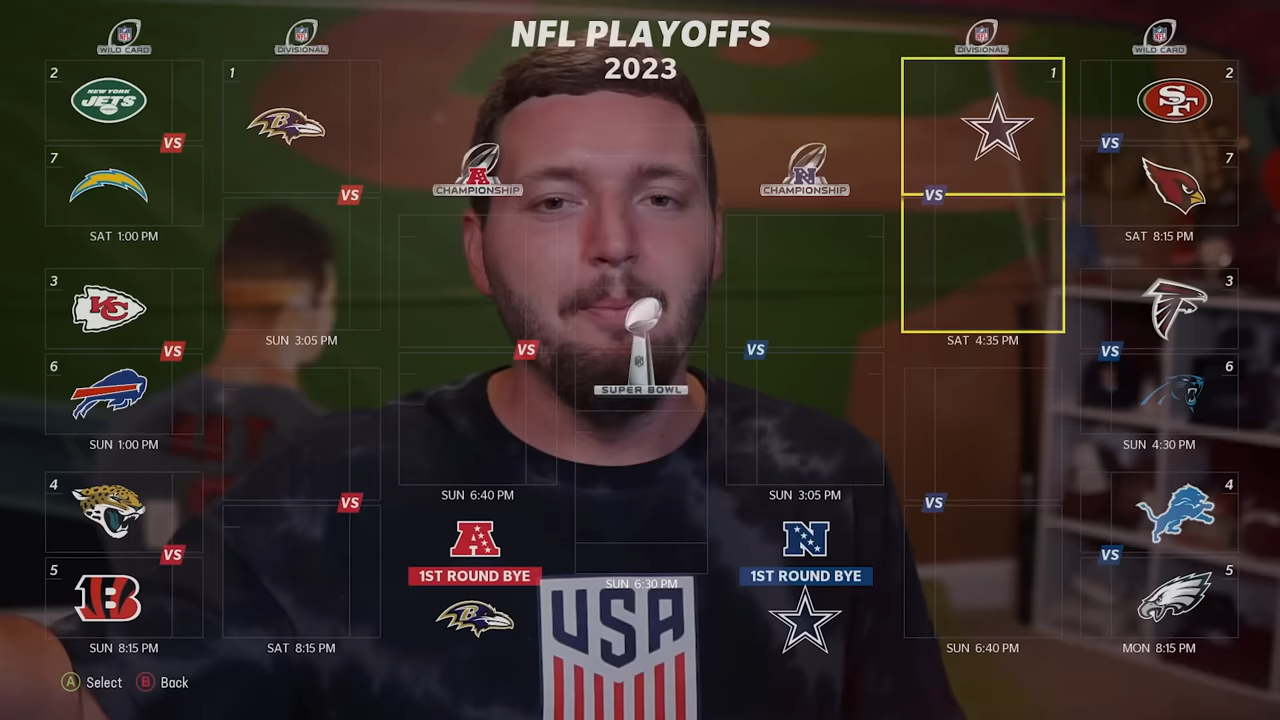 NFL PLAYOFFS
2023
WILD CARD
DIVISIONAL
DIVISIONAL
WILD CARD
2
NEW YORK
JETS
VS
7
SAT 1:00 PM
3
KC
VS
6
SUN 1:00 PM
4
VS
5
B
SUN 8:15 PM
1
VS
SUN 3:05 PM
VS
SAT 8:15 PM
A
CHAMPIONSHIP
VS
SUN 6:40 PM
A
1ST ROUND BYE
SUPER BOWL
SUN 6:30 PM
USA
N
CHAMPIONSHIP
VS
SUN 3:05 PM
N
1ST ROUND BYE
1
VS
SAT 4:35 PM
VS
SUN 6:40 PM
2
SF
VS
7
SAT 8:15 PM
3
VS
6
SUN 4:30 PM
4
VS
5
MON 8:15 PM
A Select B Back